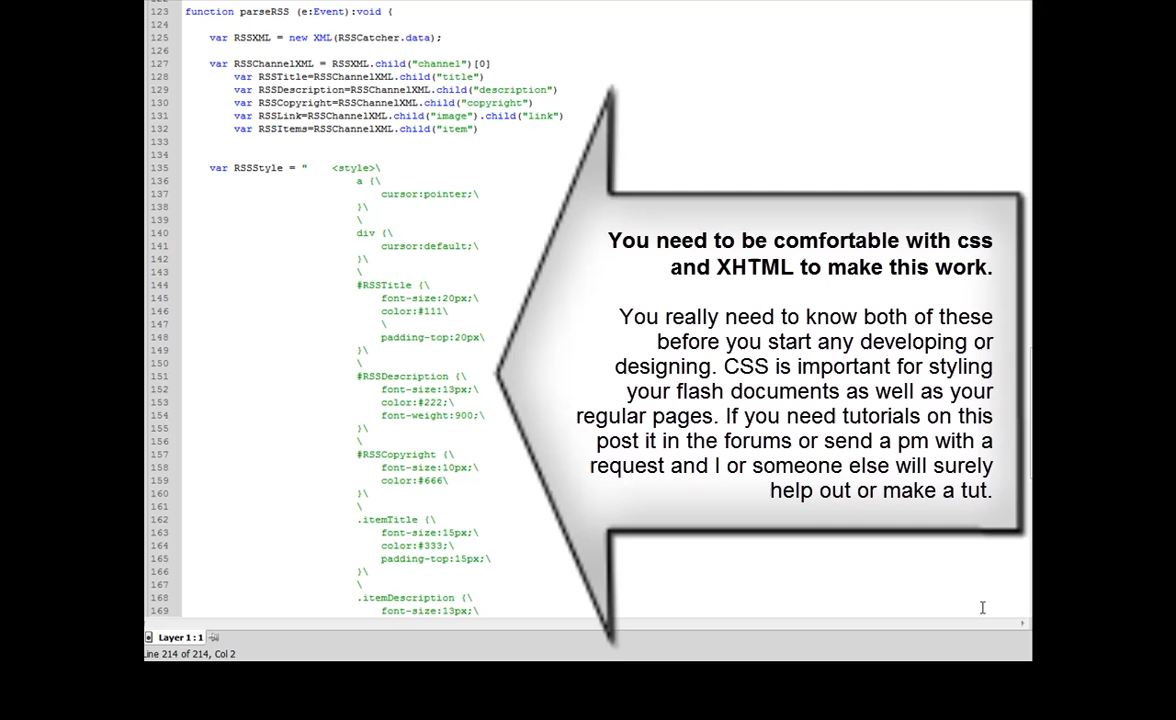 123 function parseRSS (e:Event):void {
124
125 var RSSXML = new XML(RSSCatcher.data);
126
127 var RSSChannelXML = RSSXML.child("channel")[0]
128 var RSSTitle=RSSChannelXML.child("title")
129 var RSSDescription=RSSChannelXML.child("description")
130 var RSSCopyright=RSSChannelXML.child("copyright")
131 var RSSLink=RSSChannelXML.child("image").child("link")
132 var RSSItems=RSSChannelXML.child("item")
133
134
135 var RSSStyle = " <style>\
136 a {\
137 cursor:pointer;\
138 }\
139 \
140 div {\
141 cursor:default;\
142 }\
143 \
144 #RSSTitle {\
145 font-size:20px;\
146 color:#111\
147 \
148 padding-top:20px\
149 }\
150 \
151 #RSSDescription {\
152 font-size:13px;\
153 color:#222;\
154 font-weight:900;\
155 }\
156 \
157 #RSSCopyright {\
158 font-size:10px;\
159 color:#666\
160 }\
161 \
162 .itemTitle {\
163 font-size:15px;\
164 color:#333;\
165 padding-top:15px;\
166 }\
167 \
168 .itemDescription {\
169 font-size:13px;\
You need to be comfortable with css
and XHTML to make this work.
You really need to know both of these
before you start any developing or
designing. CSS is important for styling
your flash documents as well as your
regular pages. If you need tutorials on this
post it in the forums or send a pm with a
request and I or someone else will surely
help out or make a tut.
Layer 1 : 1
Line 214 of 214, Col 2